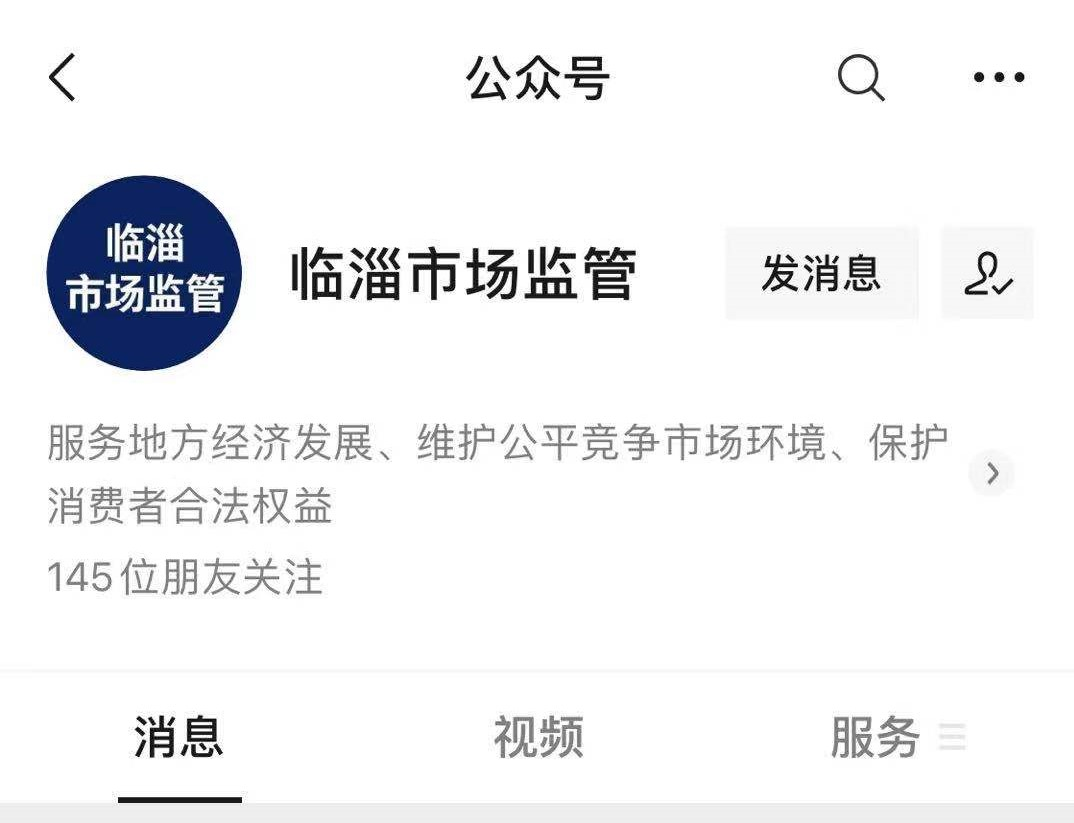 公众号
临淄
市场监管
临淄市场监管
发消息
服务地方经济发展、维护公平竞争市场环境、保护
消费者合法权益
145位朋友关注
消息
视频
服务